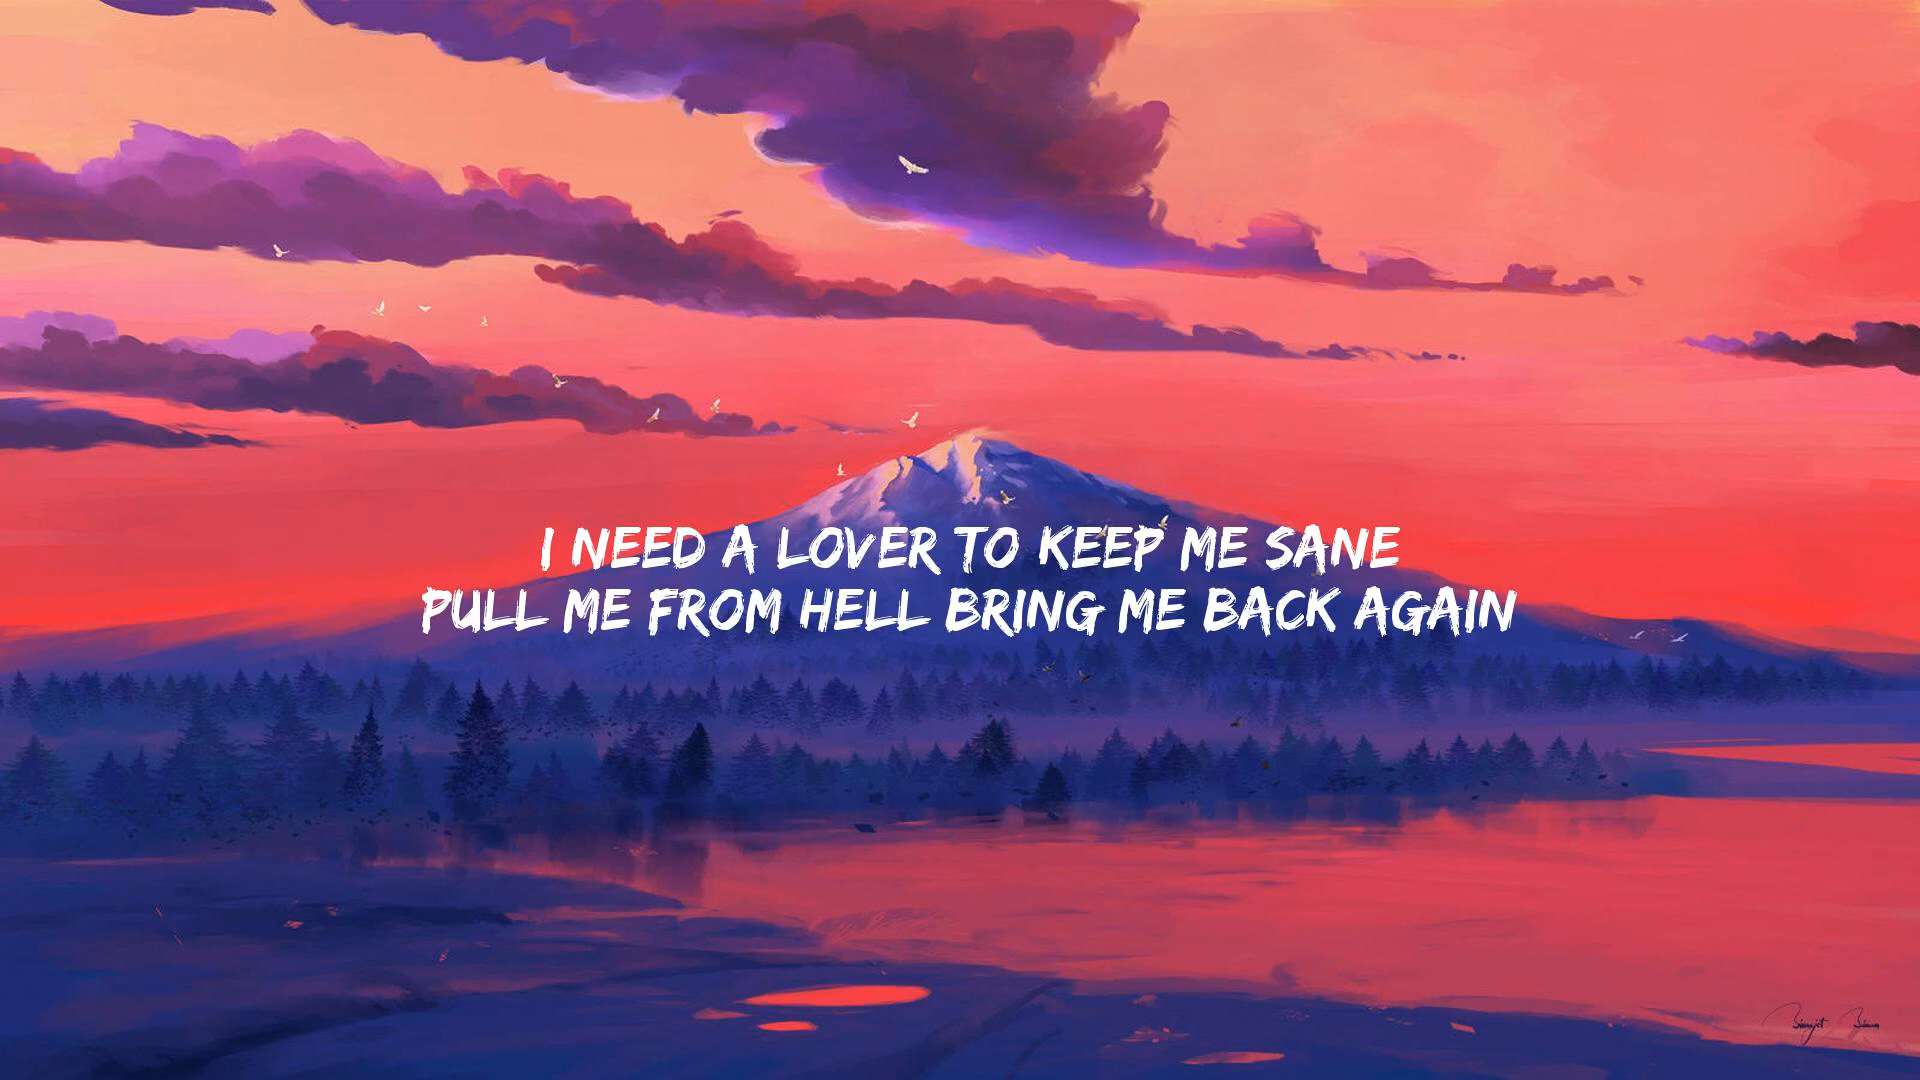 I NEED A LOVER TO KEEP ME SANE
PULL ME FROM HELL BRING ME BACK AGAIN